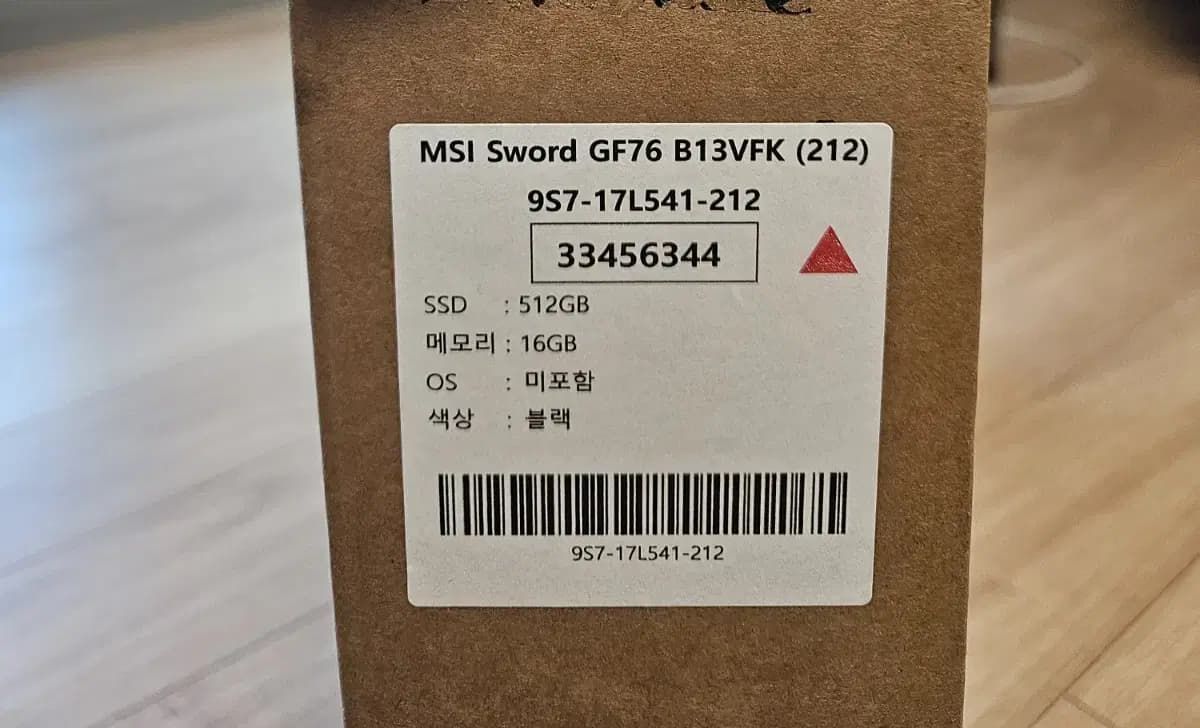 MSI Sword GF76 B13VFK (212)
9S7-17L541-212
33456344
SSD : 512GB
메모리 : 16GB
OS : 미포함
색상 : 블랙
9S7-17L541-212